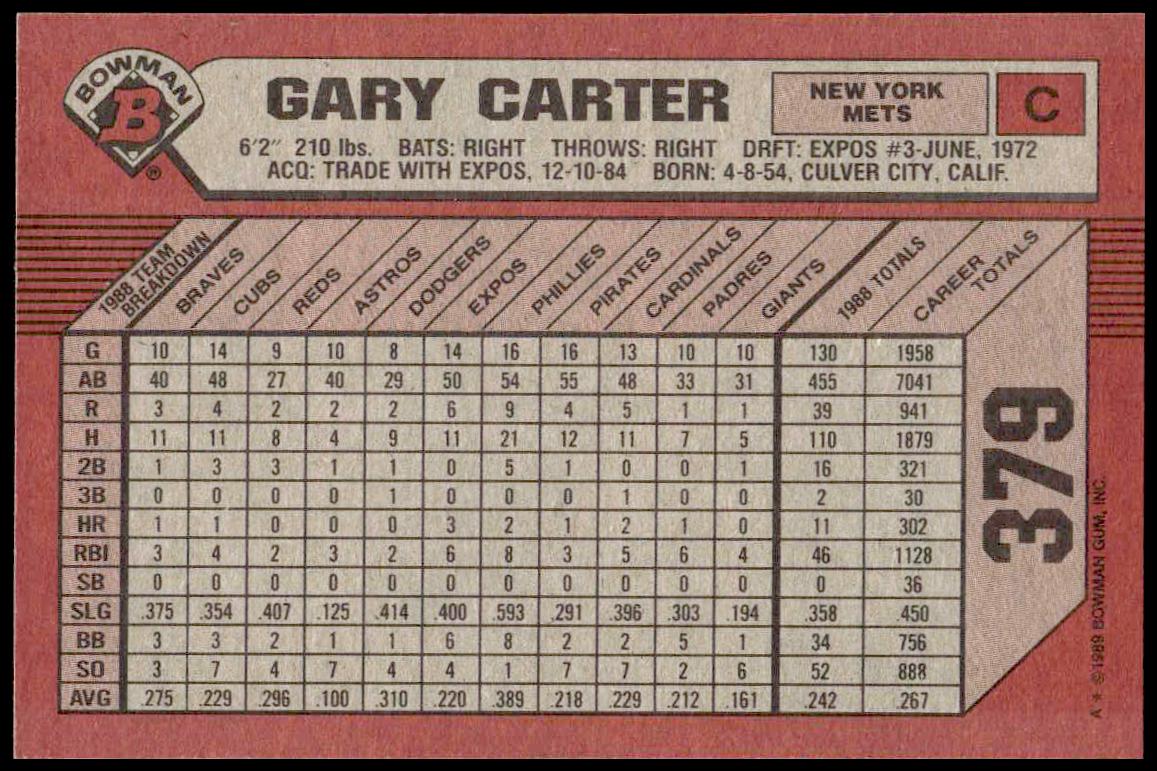 BOWMAN
B
®
GARY CARTER
NEW YORK
METS
C
6'2" 210 lbs. BATS: RIGHT THROWS: RIGHT DRFT: EXPOS #3-JUNE, 1972
ACQ: TRADE WITH EXPOS, 12-10-84 BORN: 4-8-54, CULVER CITY, CALIF.
1988 TEAM BREAKDOWN BRAVES CUBS REDS ASTROS DODGERS EXPOS PHILLIES PIRATES CARDINALS PADRES GIANTS 1988 TOTALS CAREER TOTALS
G 10 14 9 10 8 14 16 16 13 10 10 130 1958
AB 40 48 27 40 29 50 54 55 48 33 31 455 7041
R 3 4 2 2 2 6 9 4 5 1 1 39 941
H 11 11 8 4 9 11 21 12 11 7 5 110 1879
2B 1 3 3 1 1 0 5 1 0 0 1 16 321
3B 0 0 0 0 1 0 0 0 1 0 0 2 30
HR 1 1 0 0 0 3 2 1 2 1 0 11 302
RBI 3 4 2 3 2 6 8 3 5 6 4 46 1128
SB 0 0 0 0 0 0 0 0 0 0 0 0 36
SLG .375 .354 .407 .125 .414 .400 .593 .291 .396 .303 .194 .358 .450
BB 3 3 2 1 1 6 8 2 2 5 1 34 756
SO 3 7 4 7 4 4 1 7 7 2 6 52 888
AVG .275 .229 .296 .100 .310 .220 .389 .218 .229 .212 .161 .242 .267
379
A * ©1989 BOWMAN GUM, INC.